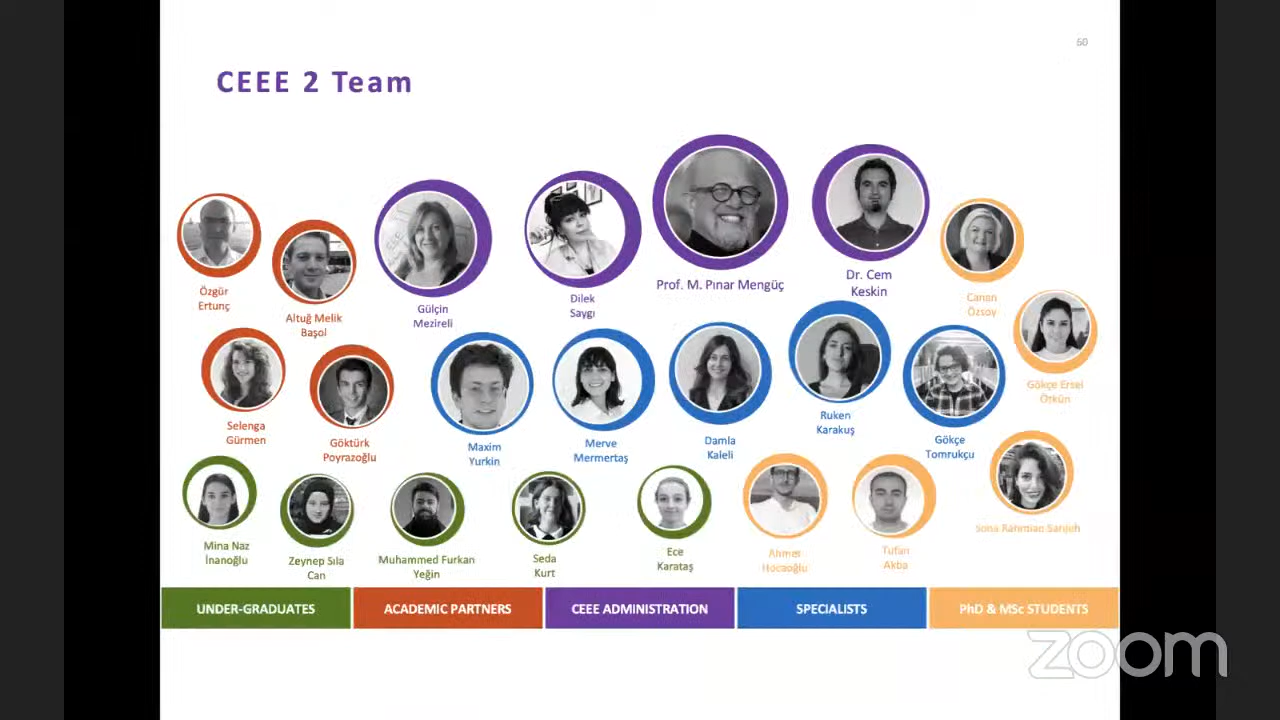 60
CEEE 2 Team
Özgür
Ertunç
Altuğ Melik
Başol
Gülçin
Mezireli
Dilek
Saygı
Prof. M. Pınar Mengüç
Dr. Cem
Keskin
Canan
Özsoy
Selenga
Gürmen
Göktürk
Poyrazoğlu
Maxim
Yurkin
Merve
Mermertaş
Damla
Kaleli
Ruken
Karakuş
Gökçe
Tomrukçu
Gökçe Ersel
Ötkün
Mina Naz
İnanoğlu
Zeynep Sıla
Can
Muhammed Furkan
Yeğin
Seda
Kurt
Ece
Karataş
Ahmet
Hocaoğlu
Tufan
Akba
Sona Rahmian Sarıjeh
UNDER-GRADUATES
ACADEMIC PARTNERS
CEEE ADMINISTRATION
SPECIALISTS
PhD & MSc STUDENTS
zoom